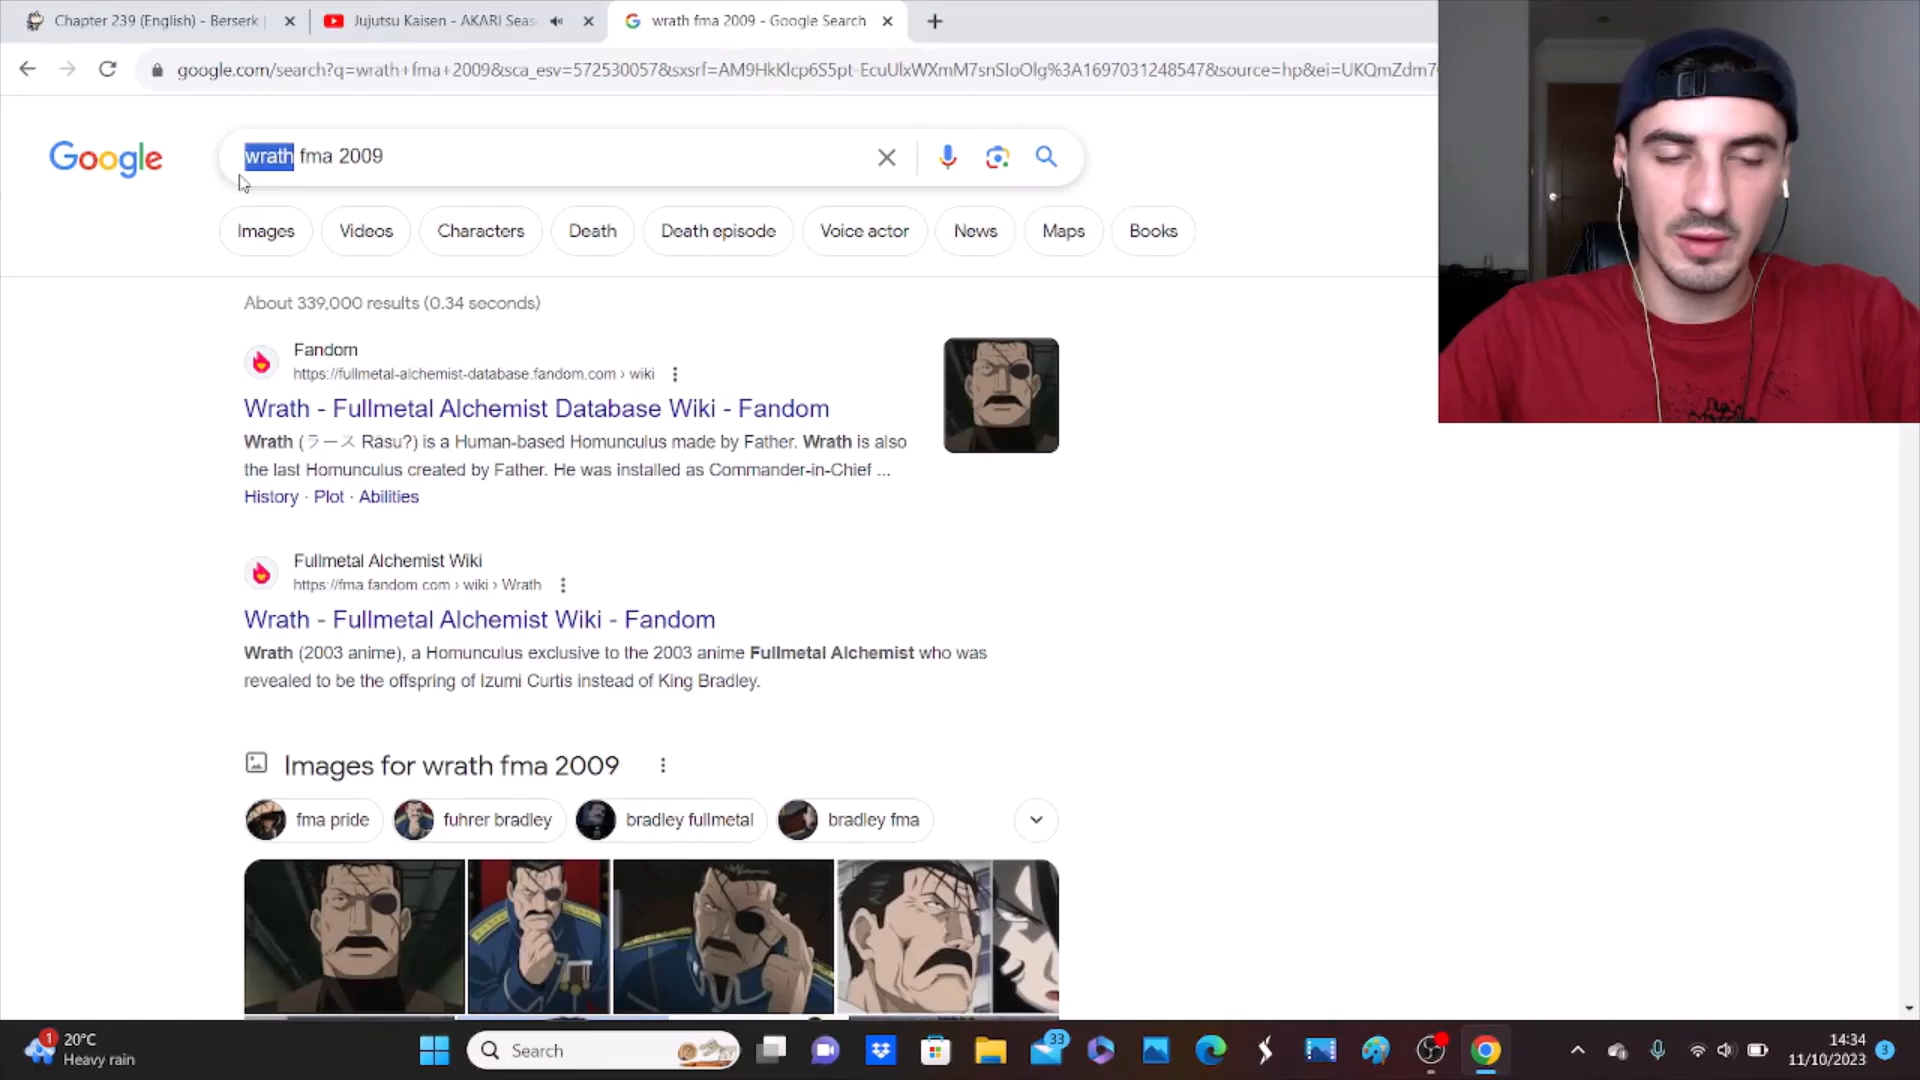 Chapter 239 (English) - Berserk
Jujutsu Kaisen - AKARI Seas
wrath fma 2009 - Google Search
google.com/search?q=wrath+fma+2009&sca_esv=572530057&sxsrf=AM9HkKlcp6S5pt-EcuUlxWXmM7snSIoOlg%3A1697031248547&source=hp&ei=UKQmZdm7
Google
wrath fma 2009
Images
Videos
Characters
Death
Death episode
Voice actor
News
Maps
Books
About 339,000 results (0.34 seconds)
Fandom
https://fullmetal-alchemist-database.fandom.com › wiki
Wrath - Fullmetal Alchemist Database Wiki - Fandom
Wrath (ラース Rāsu?) is a Human-based Homunculus made by Father. Wrath is also
the last Homunculus created by Father. He was installed as Commander-in-Chief ...
History · Plot · Abilities
Fullmetal Alchemist Wiki
https://fma.fandom.com › wiki › Wrath
Wrath - Fullmetal Alchemist Wiki - Fandom
Wrath (2003 anime), a Homunculus exclusive to the 2003 anime Fullmetal Alchemist who was
revealed to be the offspring of Izumi Curtis instead of King Bradley.
Images for wrath fma 2009
fma pride
fuhrer bradley
bradley fullmetal
bradley fma
1
20°C
Heavy rain
Search
33
14:34
11/10/2023
3